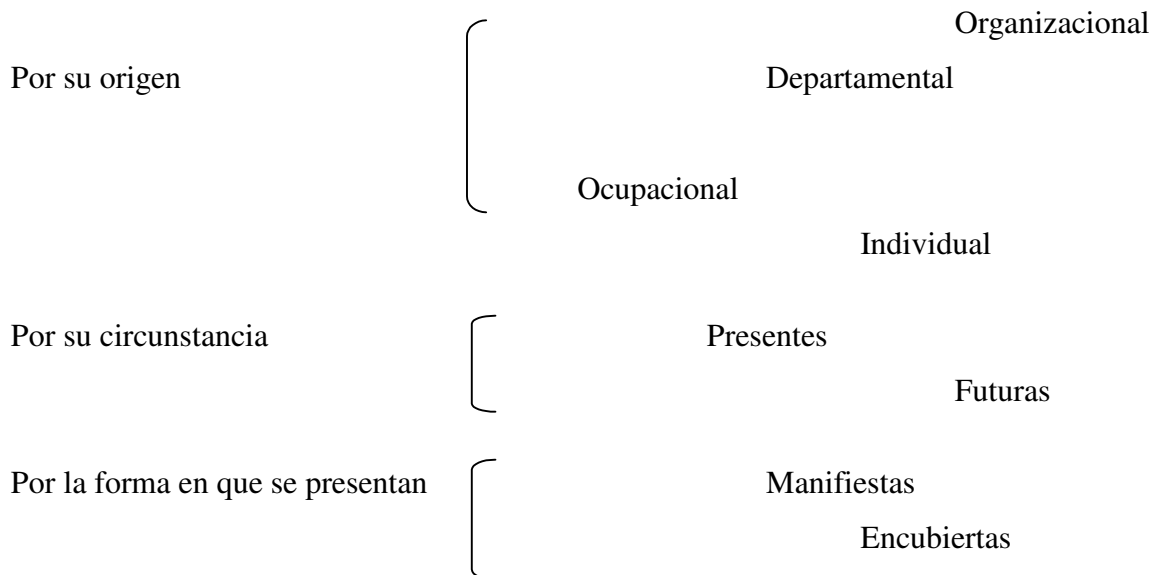 Organizacional
Por su origen Departamental
Ocupacional
Individual
Por su circunstancia Presentes
Futuras
Por la forma en que se presentan Manifiestas
Encubiertas